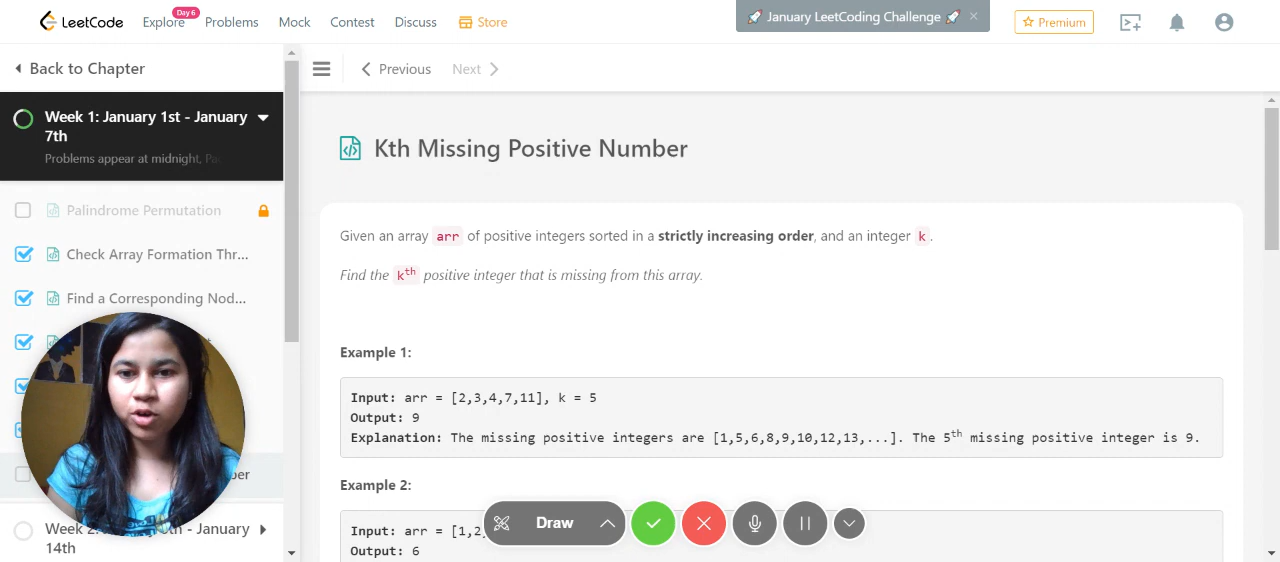 LeetCode
Explore
Day 6
Problems
Mock
Contest
Discuss
Store
🚀 January LeetCoding Challenge 🚀 ×
Premium
Back to Chapter
Previous
Next
Week 1: January 1st - January
7th
Problems appear at midnight,
Palindrome Permutation
Check Array Formation Thr...
Find a Corresponding Nod...
Week
- January
14th
Kth Missing Positive Number
Given an array arr of positive integers sorted in a strictly increasing order, and an integer k.
Find the kth positive integer that is missing from this array.
Example 1:
Input: arr = [2,3,4,7,11], k = 5
Output: 9
Explanation: The missing positive integers are [1,5,6,8,9,10,12,13,...]. The 5th missing positive integer is 9.
Example 2:
Input: arr = [1,2,
Output: 6
Draw